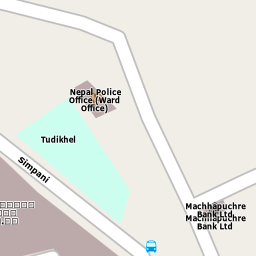 Nepal Police
Office (Ward
Office)
Tudikhel
Simpani
Machhapuchre
Bank Ltd.
Machhapuchre
Bank Ltd